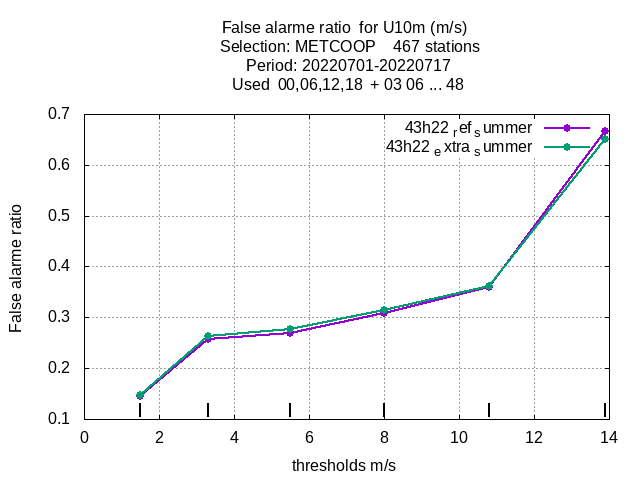 False alarme ratio  for U10m (m/s)
Selection: METCOOP    467 stations
Period: 20220701-20220717
Used  00,06,12,18  + 03 06 ... 48
43h22 ref summer
43h22 extra summer
False alarme ratio
0.7
0.6
0.5
0.4
0.3
0.2
0.1
0 2 4 6 8 10 12 14
thresholds m/s